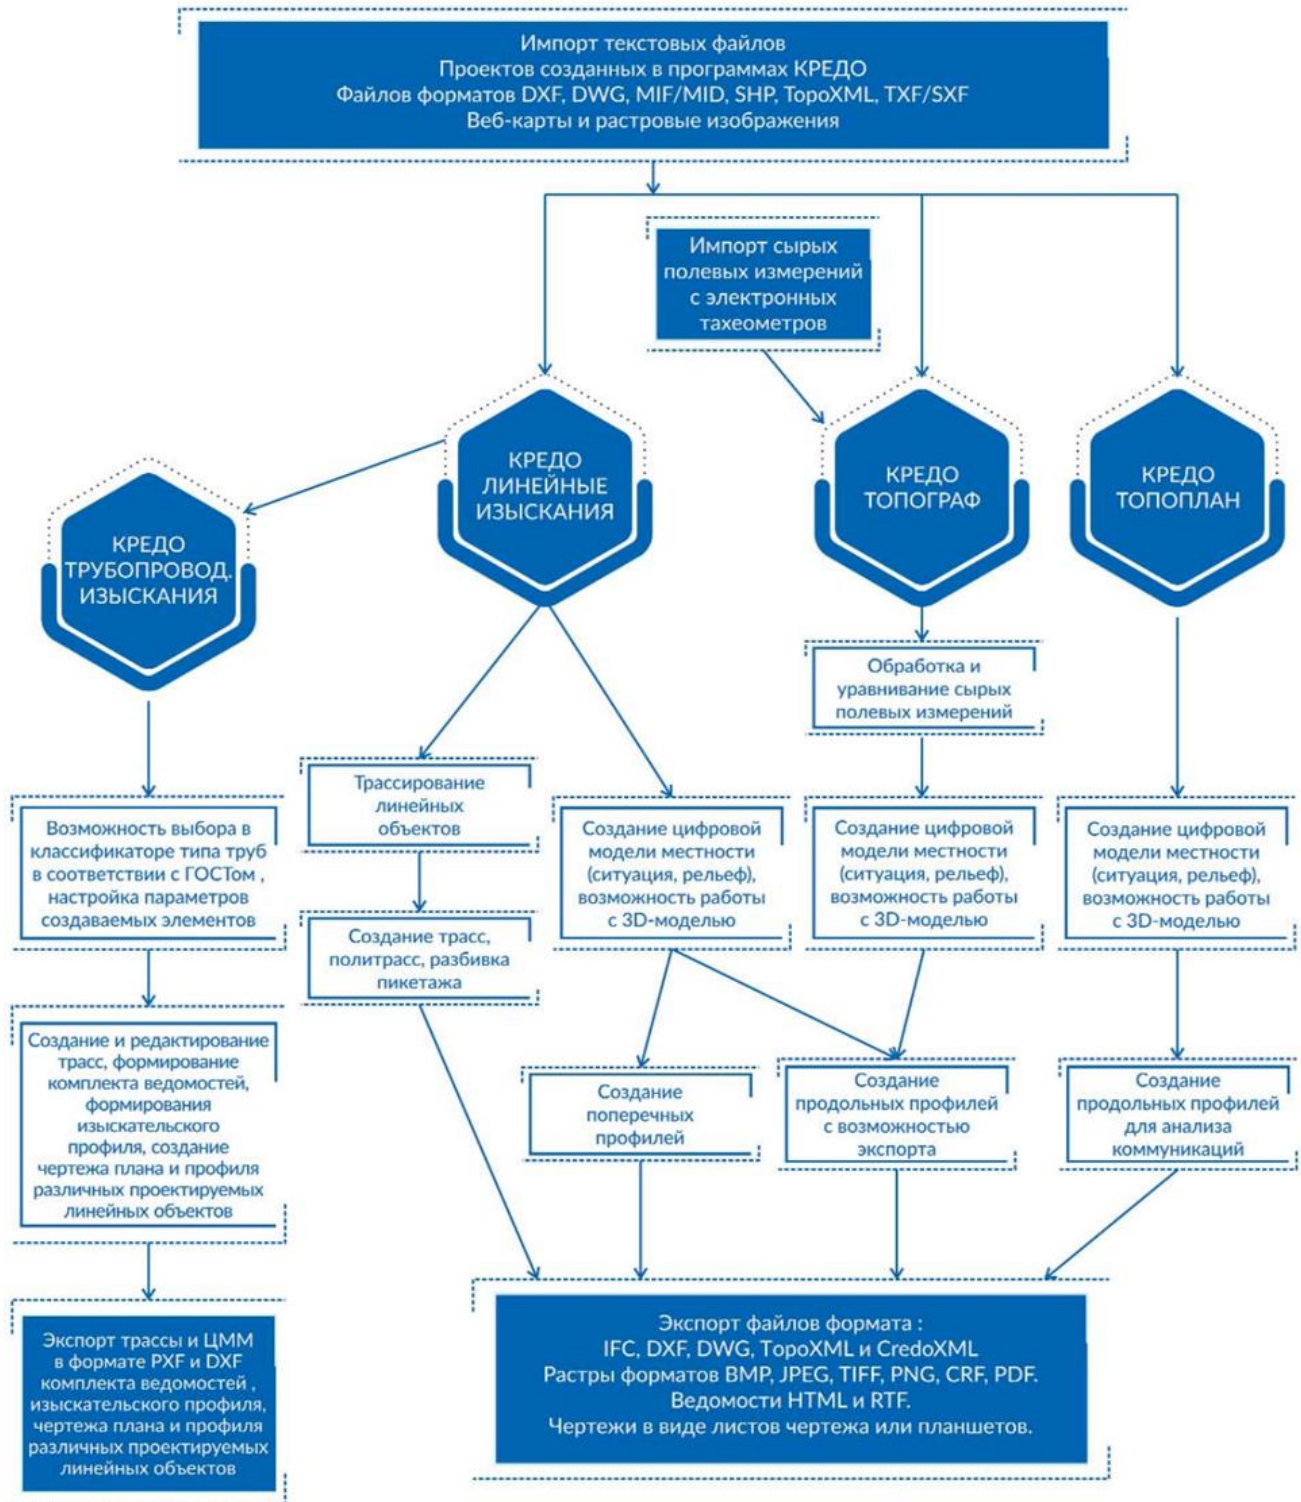 Импорт текстовых файлов
Проектов созданных в программах КРЕДО
Файлов форматов DXF, DWG, MIF/MID, SHP, TopoXML, TXF/SXF
Веб-карты и растровые изображения
Импорт сырых
полевых измерений
с электронных
тахеометров
КРЕДО
ТРУБОПРОВОД.
ИЗЫСКАНИЯ
КРЕДО
ЛИНЕЙНЫЕ
ИЗЫСКАНИЯ
КРЕДО
ТОПОГРАФ
КРЕДО
ТОПОПЛАН
Обработка и
уравнивание сырых
полевых измерений
Возможность выбора в
классификаторе типа труб
в соответствии с ГОСТом ,
настройка параметров
создаваемых элементов
Трассирование
линейных
объектов
Создание цифровой
модели местности
(ситуация, рельеф),
возможность работы
с 3D-моделью
Создание цифровой
модели местности
(ситуация, рельеф),
возможность работы
с 3D-моделью
Создание цифровой
модели местности
(ситуация, рельеф),
возможность работы
с 3D-моделью
Создание трасс,
политрасс, разбивка
пикетажа
Создание и редактирование
трасс, формирование
комплекта ведомостей,
формирования
изыскательского
профиля, создание
чертежа плана и профиля
различных проектируемых
линейных объектов
Создание
поперечных
профилей
Создание
продольных профилей
с возможностью
экспорта
Создание
продольных профилей
для анализа
коммуникаций
Экспорт трассы и ЦММ
в формате PXF и DXF
комплекта ведомостей ,
изыскательского профиля,
чертежа плана и профиля
различных проектируемых
линейных объектов
Экспорт файлов формата :
IFC, DXF, DWG, TopoXML и CredoXML
Растры форматов BMP, JPEG, TIFF, PNG, CRF, PDF.
Ведомости HTML и RTF.
Чертежи в виде листов чертежа или планшетов.